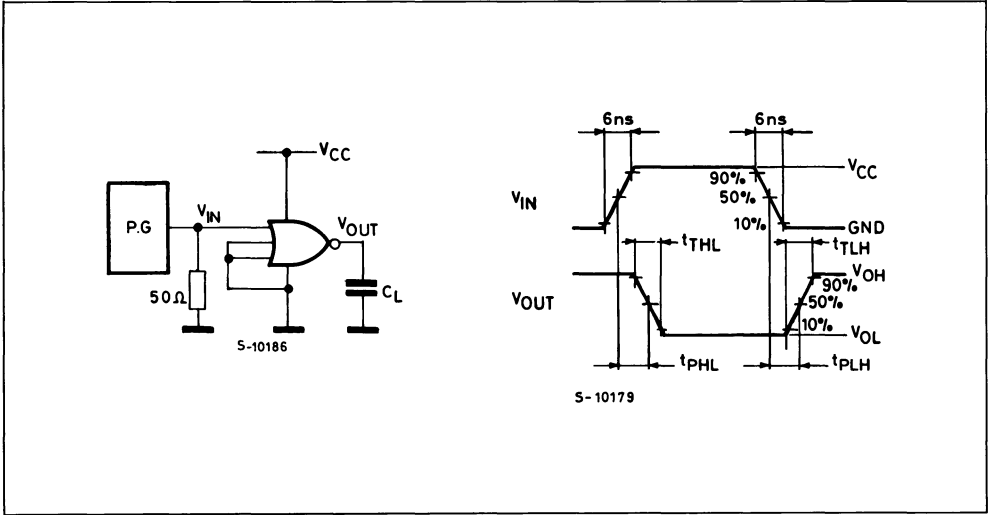 VCC
P.G
VIN
VOUT
50Ω
CL
S-10186
6ns
6ns
VCC
90%
VIN
50%
10%
GND
tTHL
tTLH
VOH
90%
VOUT
50%
10%
VOL
tPHL
tPLH
S-10179